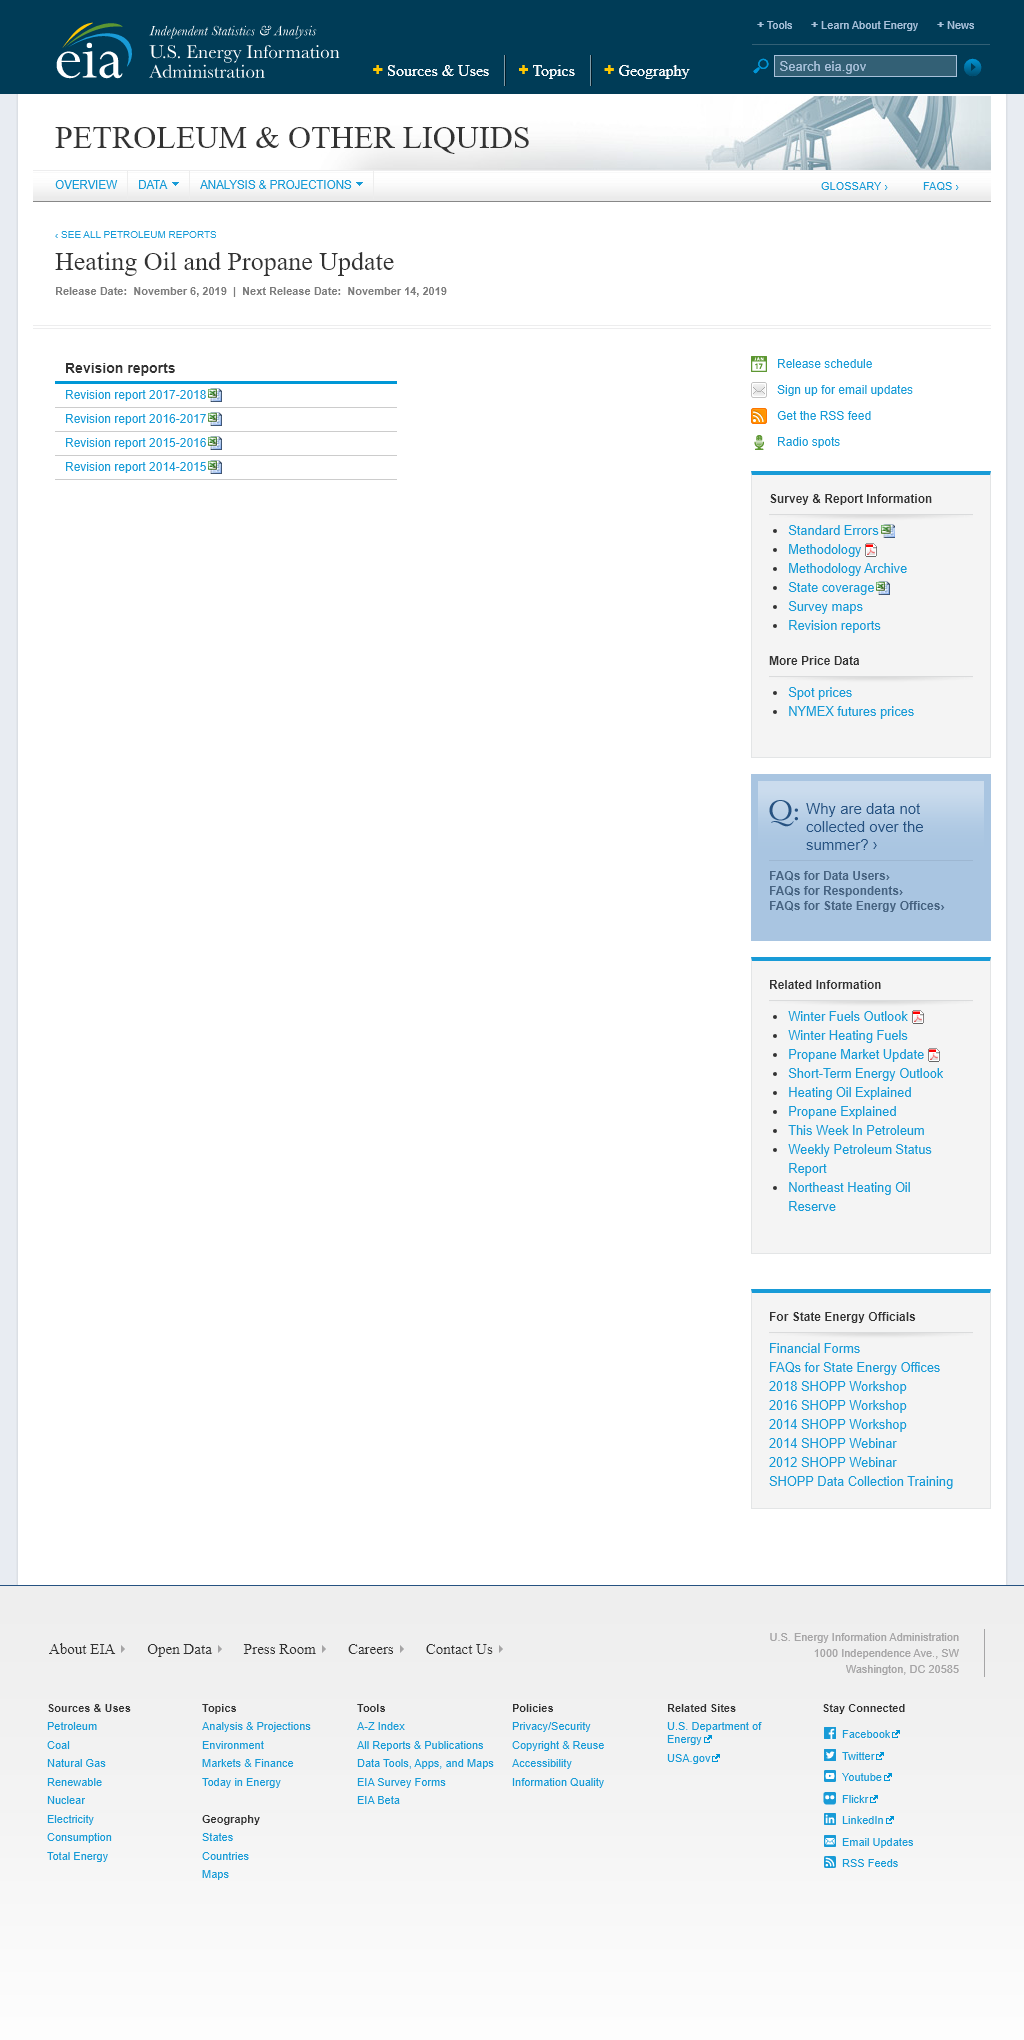 eia
Independent Statistics & Analysis
U.S. Energy Information
Administration
+ Sources & Uses
+ Topics
+ Geography
+ Tools
+ Learn About Energy
+ News
Search eia.gov
PETROLEUM & OTHER LIQUIDS
OVERVIEW
DATA
ANALYSIS & PROJECTIONS
GLOSSARY ›
FAQS ›
‹ SEE ALL PETROLEUM REPORTS
Heating Oil and Propane Update
Release Date: November 6, 2019 | Next Release Date: November 14, 2019
Revision reports
Revision report 2017-2018
Revision report 2016-2017
Revision report 2015-2016
Revision report 2014-2015
JAN
17
Release schedule
Sign up for email updates
Get the RSS feed
Radio spots
Survey & Report Information
• Standard Errors
• Methodology
• Methodology Archive
• State coverage
• Survey maps
• Revision reports
More Price Data
• Spot prices
• NYMEX futures prices
Q: Why are data not
collected over the
summer? ›
FAQs for Data Users›
FAQs for Respondents›
FAQs for State Energy Offices›
Related Information
• Winter Fuels Outlook
• Winter Heating Fuels
• Propane Market Update
• Short-Term Energy Outlook
• Heating Oil Explained
• Propane Explained
• This Week In Petroleum
• Weekly Petroleum Status
Report
• Northeast Heating Oil
Reserve
For State Energy Officials
Financial Forms
FAQs for State Energy Offices
2018 SHOPP Workshop
2016 SHOPP Workshop
2014 SHOPP Workshop
2014 SHOPP Webinar
2012 SHOPP Webinar
SHOPP Data Collection Training
About EIA
Open Data
Press Room
Careers
Contact Us
U.S. Energy Information Administration
1000 Independence Ave., SW
Washington, DC 20585
Sources & Uses
Petroleum
Coal
Natural Gas
Renewable
Nuclear
Electricity
Consumption
Total Energy
Topics
Analysis & Projections
Environment
Markets & Finance
Today in Energy
Geography
States
Countries
Maps
Tools
A-Z Index
All Reports & Publications
Data Tools, Apps, and Maps
EIA Survey Forms
EIA Beta
Policies
Privacy/Security
Copyright & Reuse
Accessibility
Information Quality
Related Sites
U.S. Department of
Energy
USA.gov
Stay Connected
Facebook
Twitter
Youtube
Flickr
LinkedIn
Email Updates
RSS Feeds